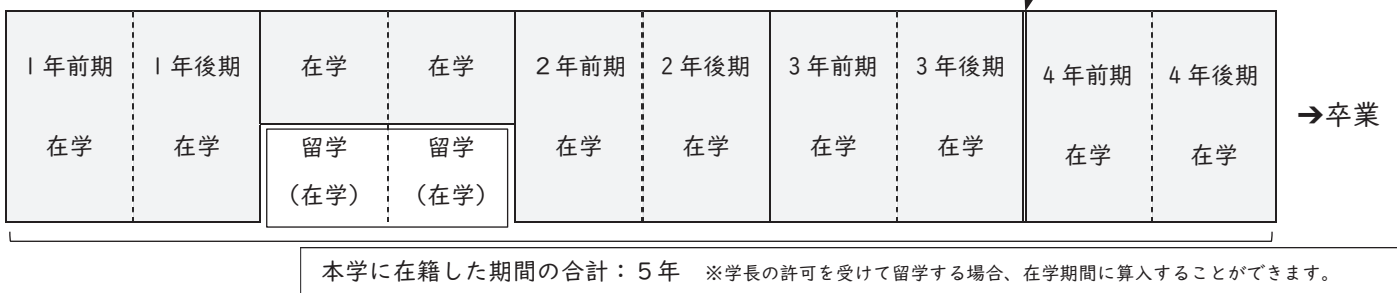 1年前期 1年後期 在学 在学 2年前期 2年後期 3年前期 3年後期 4年前期 4年後期
在学 在学 留学 留学 在学 在学 在学 在学 在学 在学
(在学) (在学)
➔卒業
本学に在籍した期間の合計：5年 ※学長の許可を受けて留学する場合、在学期間に算入することができます。